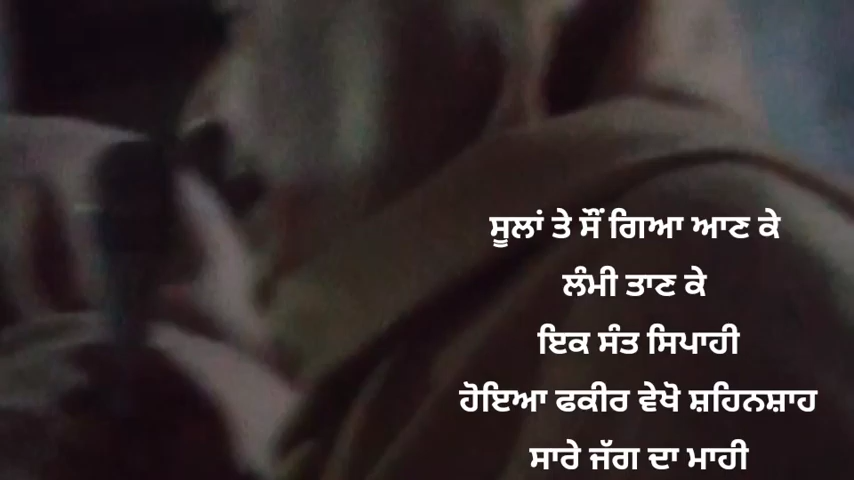 ਸੂਲਾਂ ਤੇ ਸੌਂ ਗਿਆ ਆਣ ਕੇ
ਲੰਮੀ ਤਾਣ ਕੇ
ਇਕ ਸੰਤ ਸਿਪਾਹੀ
ਹੋਇਆ ਫਕੀਰ ਵੇਖੋ ਸ਼ਹਿਨਸ਼ਾਹ
ਸਾਰੇ ਜੱਗ ਦਾ ਮਾਹੀ